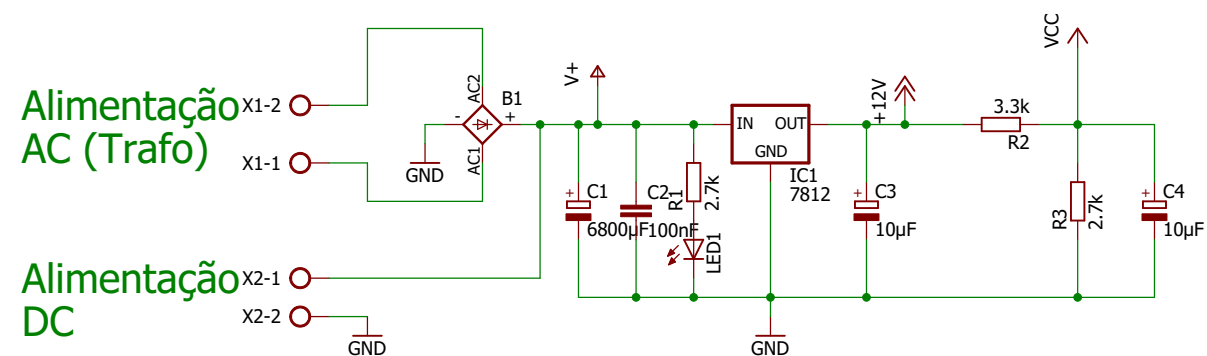 Alimentação
AC (Trafo)
X1-2
X1-1
AC2
B1
-
+
AC1
GND
V+
IN
OUT
GND
IC1
7812
+12V
3.3k
R2
VCC
+
C1
6800µF
C2
100nF
R1
2.7k
LED1
+
C3
10µF
R3
2.7k
+
C4
10µF
Alimentação
DC
X2-1
X2-2
GND
GND